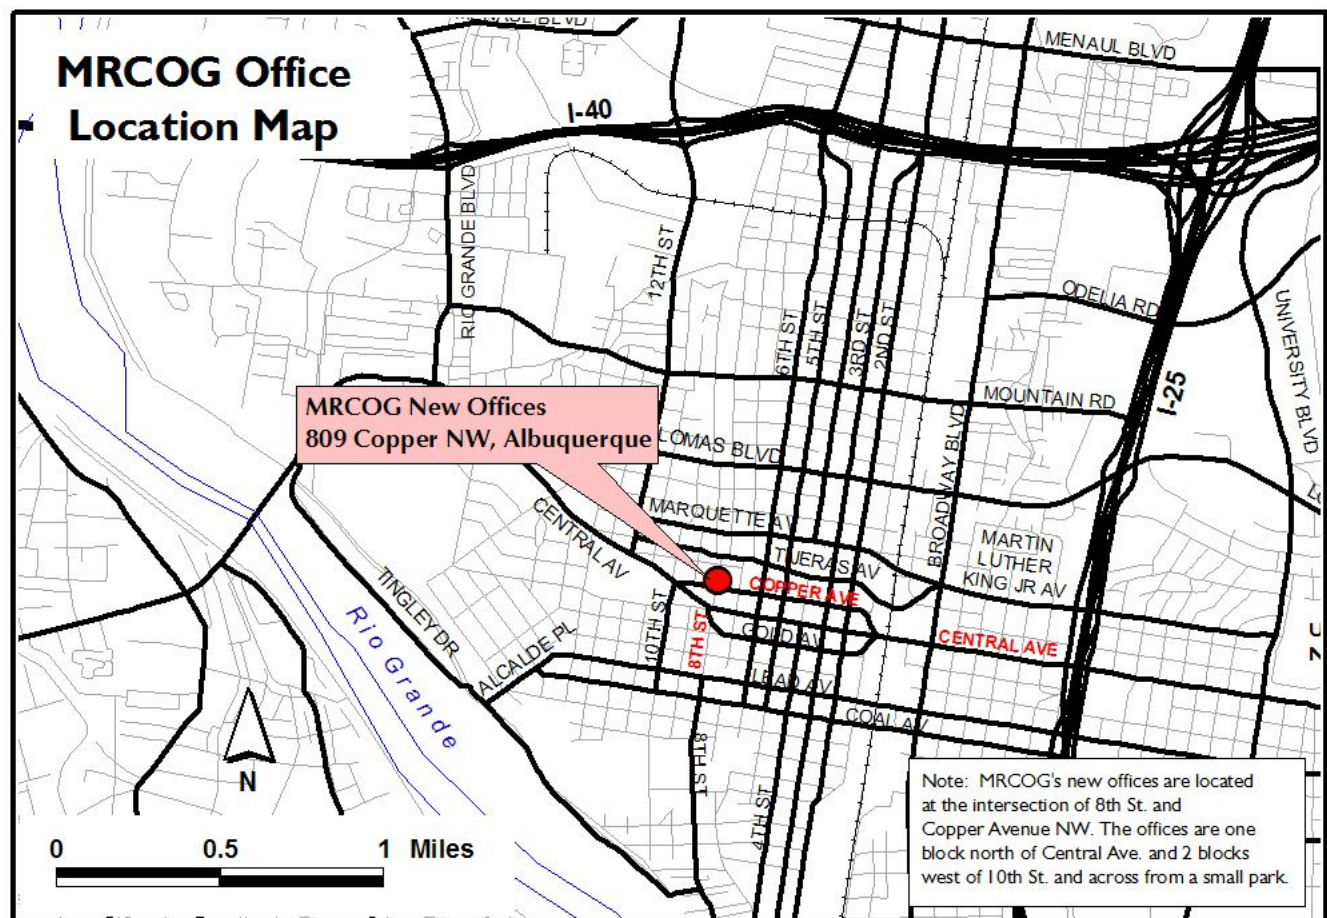 MENAUL BLVD
MENAUL BLVD
MRCOG Office
Location Map
I-40
RIO GRANDE BLVD
12TH ST
6TH ST
5TH ST
3RD ST
2ND ST
ODELIA RD
UNIVERSITY BLVD
I-25
MOUNTAIN RD
MRCOG New Offices
809 Copper NW, Albuquerque
LOMAS BLVD
BROADWAY BLVD
CENTRAL AV
MARQUETTE AV
TIJERAS AV
MARTIN
LUTHER
KING JR AV
COPPER AVE
TINGLEY DR
Rio Grande
ALCALDE PL
10TH ST
8TH ST
GOLD AV
CENTRAL AVE
LEAD AV
COAL AV
8TH ST
4TH ST
N
0 0.5 1 Miles
Note: MRCOG's new offices are located
at the intersection of 8th St. and
Copper Avenue NW. The offices are one
block north of Central Ave. and 2 blocks
west of 10th St. and across from a small park.